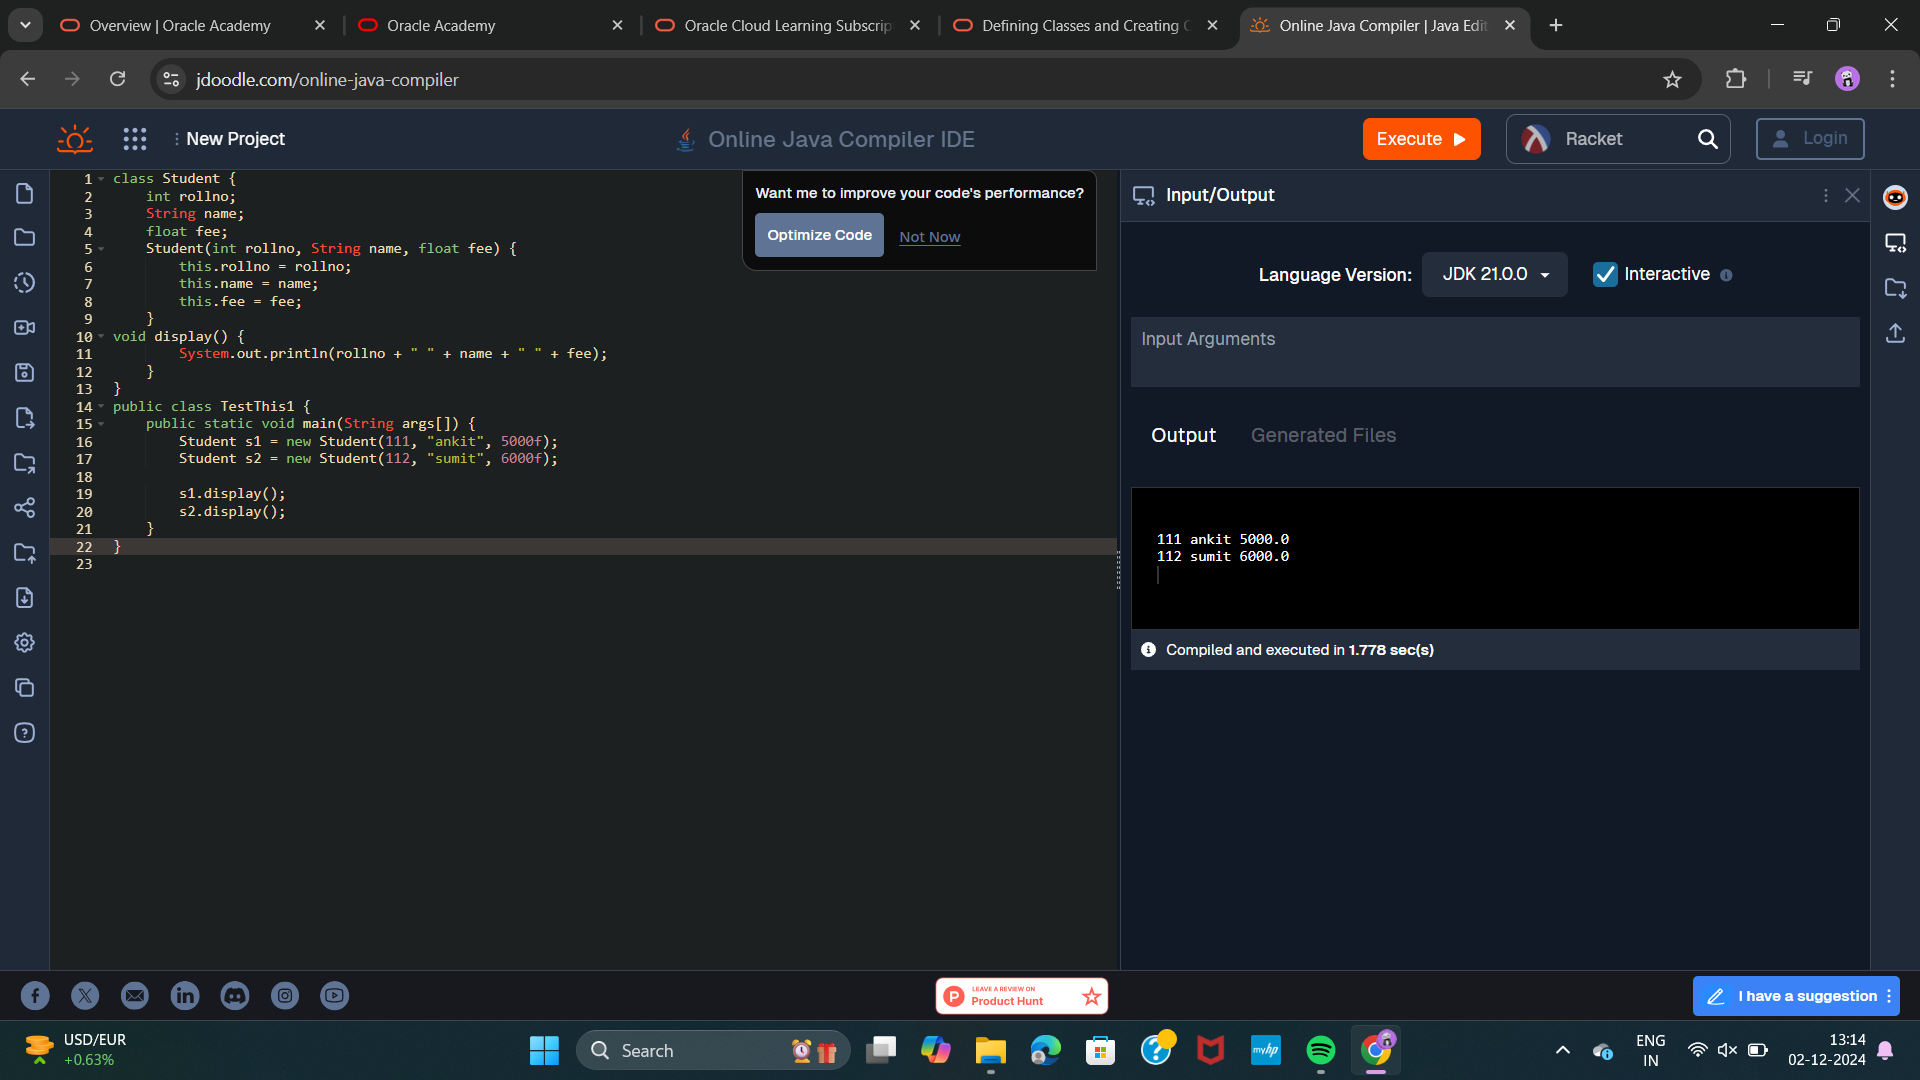 Overview | Oracle Academy
Oracle Academy
Oracle Cloud Learning Subscrip
Defining Classes and Creating
Online Java Compiler | Java Edit
jdoodle.com/online-java-compiler
New Project
Online Java Compiler IDE
Execute
Racket
Login
1 class Student {
2 int rollno;
3 String name;
4 float fee;
5 Student(int rollno, String name, float fee) {
6 this.rollno = rollno;
7 this.name = name;
8 this.fee = fee;
9 }
10 void display() {
11 System.out.println(rollno + " " + name + " " + fee);
12 }
13 }
14 public class TestThis1 {
15 public static void main(String args[]) {
16 Student s1 = new Student(111, "ankit", 5000f);
17 Student s2 = new Student(112, "sumit", 6000f);
18
19 s1.display();
20 s2.display();
21 }
22 }
23
Want me to improve your code's performance?
Optimize Code
Not Now
Input/Output
Language Version:
JDK 21.0.0
Interactive
Input Arguments
Output
Generated Files
111 ankit 5000.0
112 sumit 6000.0
Compiled and executed in 1.778 sec(s)
LEAVE A REVIEW ON
Product Hunt
I have a suggestion
USD/EUR
+0.63%
Search
myhp
ENG
IN
13:14
02-12-2024